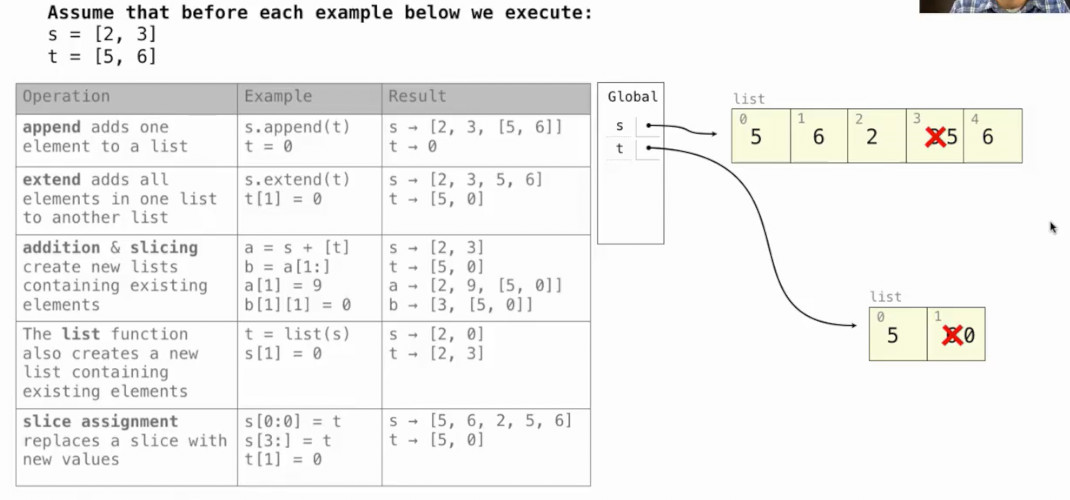 Assume that before each example below we execute:
s = [2, 3]
t = [5, 6]
Operation Example Result
append adds one
element to a list
s.append(t)
t = 0
s → [2, 3, [5, 6]]
t → 0
extend adds all
elements in one list
to another list
s.extend(t)
t[1] = 0
s → [2, 3, 5, 6]
t → [5, 0]
addition & slicing
create new lists
containing existing
elements
a = s + [t]
b = a[1:]
a[1] = 9
b[1][1] = 0
s → [2, 3]
t → [5, 0]
a → [2, 9, [5, 0]]
b → [3, [5, 0]]
The list function
also creates a new
list containing
existing elements
t = list(s)
s[1] = 0
s → [2, 0]
t → [2, 3]
slice assignment
replaces a slice with
new values
s[0:0] = t
s[3:] = t
t[1] = 0
s → [5, 6, 2, 5, 6]
t → [5, 0]
Global
s
t
list
0 1 2 3 4
5 6 2 5 6
list
0 1
5 0